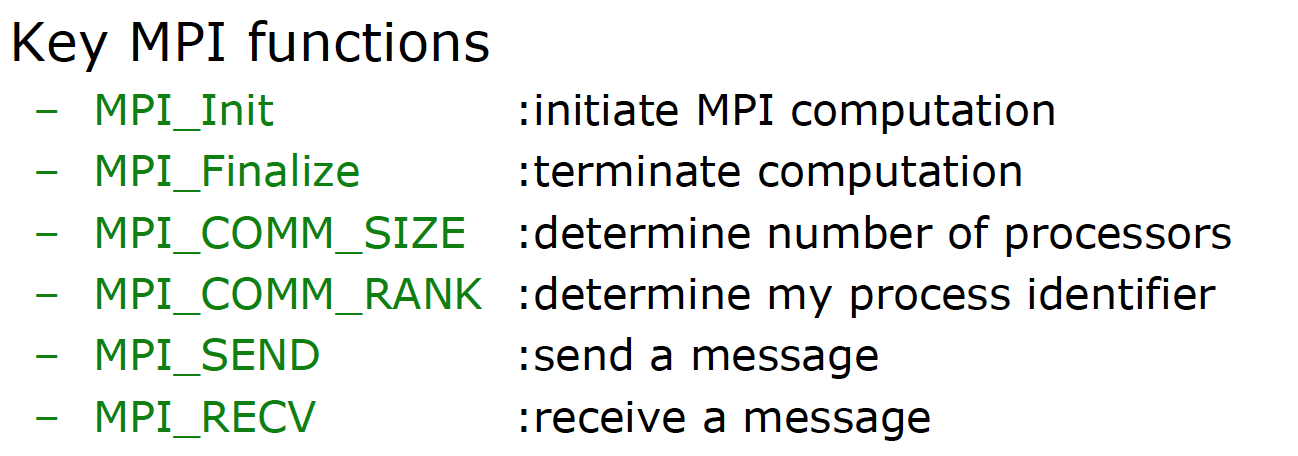 Key MPI functions
– MPI_Init :initiate MPI computation
– MPI_Finalize :terminate computation
– MPI_COMM_SIZE :determine number of processors
– MPI_COMM_RANK :determine my process identifier
– MPI_SEND :send a message
– MPI_RECV :receive a message